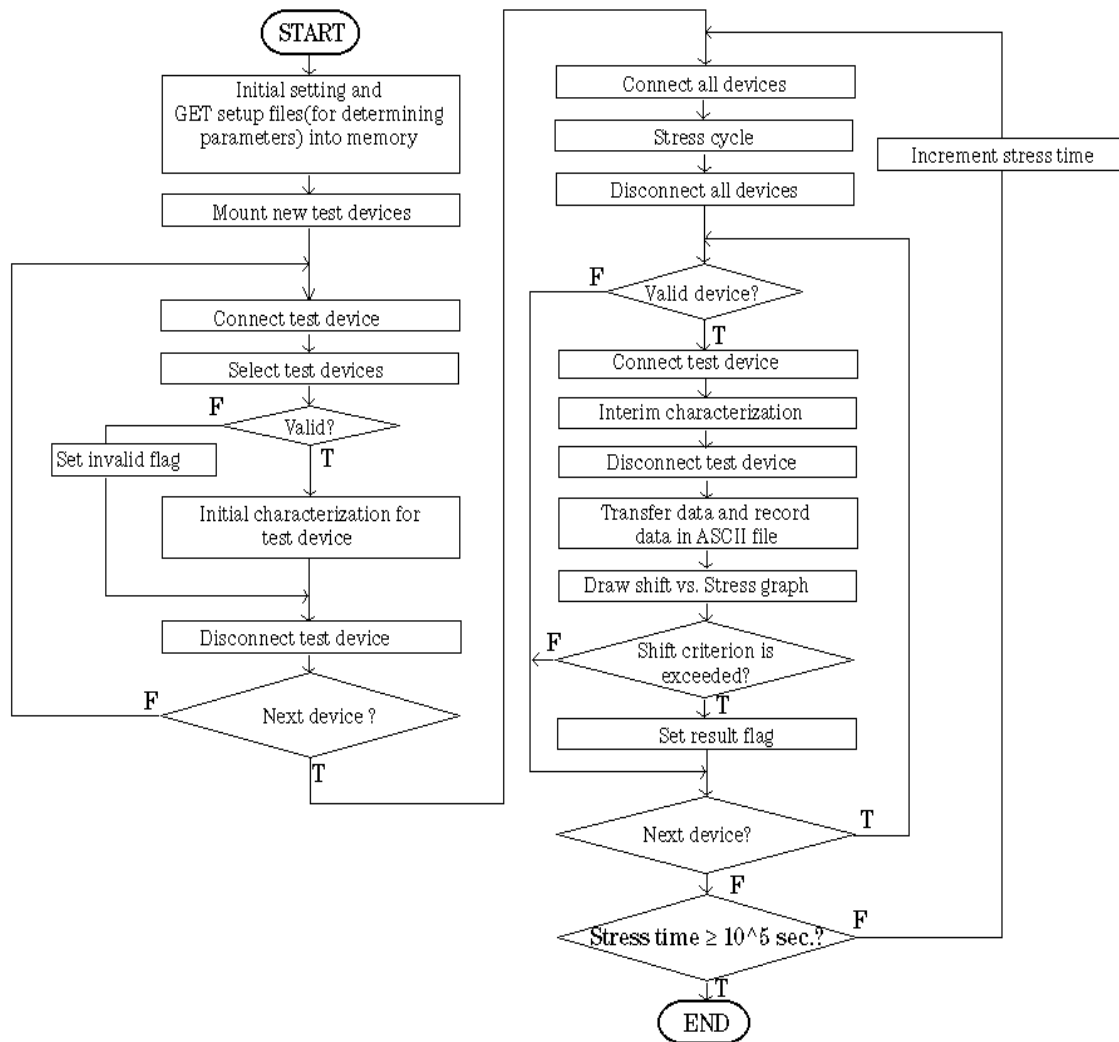 START
Initial setting and
GET setup files(for determining
parameters) into memory
Mount new test devices
Connect test device
Select test devices
F
Valid?
T
Set invalid flag
Initial characterization for
test device
Disconnect test device
F
Next device ?
T
Connect all devices
Stress cycle
Disconnect all devices
Increment stress time
F
Valid device?
T
Connect test device
Interim characterization
Disconnect test device
Transfer data and record
data in ASCII file
Draw shift vs. Stress graph
F
Shift criterion is
exceeded?
T
Set result flag
Next device?
T
F
Stress time ≥ 10^5 sec.?
F
T
END